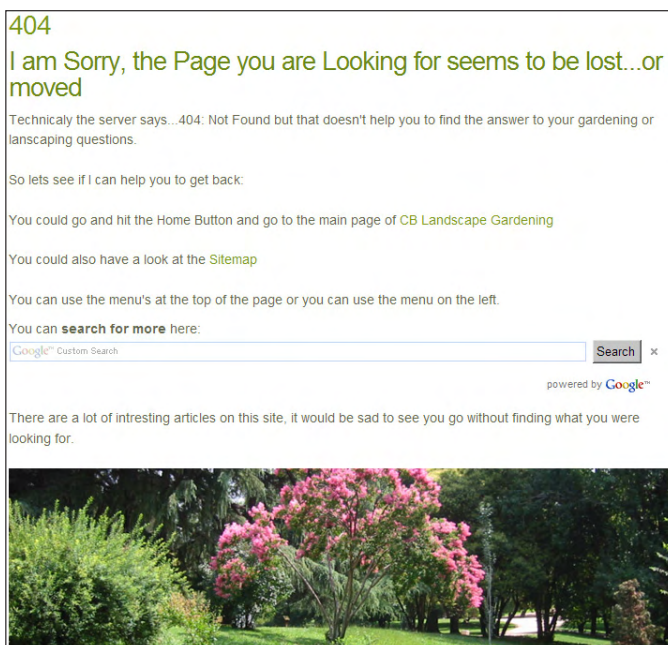 404
I am Sorry, the Page you are Looking for seems to be lost...or
moved
Technicaly the server says...404: Not Found but that doesn't help you to find the answer to your gardening or
lanscaping questions.
So lets see if I can help you to get back:
You could go and hit the Home Button and go to the main page of CB Landscape Gardening
You could also have a look at the Sitemap
You can use the menu's at the top of the page or you can use the menu on the left.
You can search for more here:
Google™ Custom Search Search ×
powered by Google™
There are a lot of intresting articles on this site, it would be sad to see you go without finding what you were
looking for.